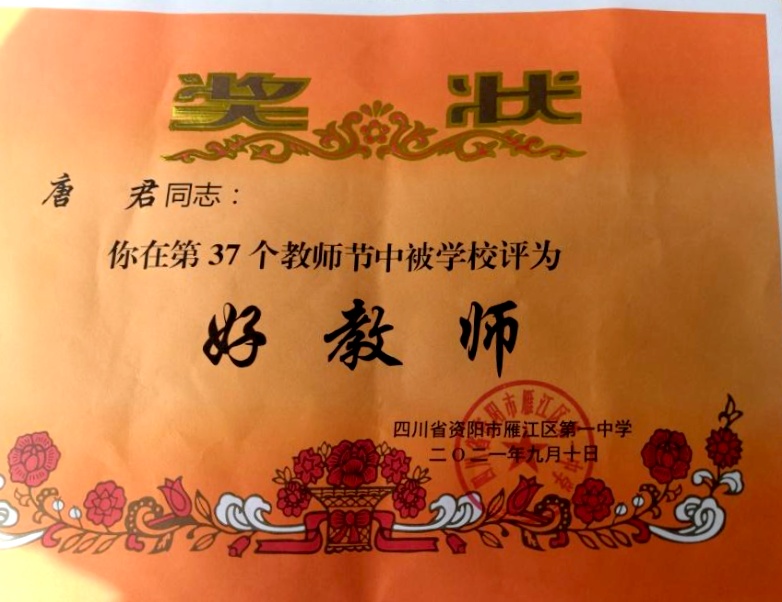 奖 状
唐 君 同志：
你在第 37 个教师节中被学校评为
好 教 师
四川省资阳市雁江区第一中学
二〇二一年九月十日